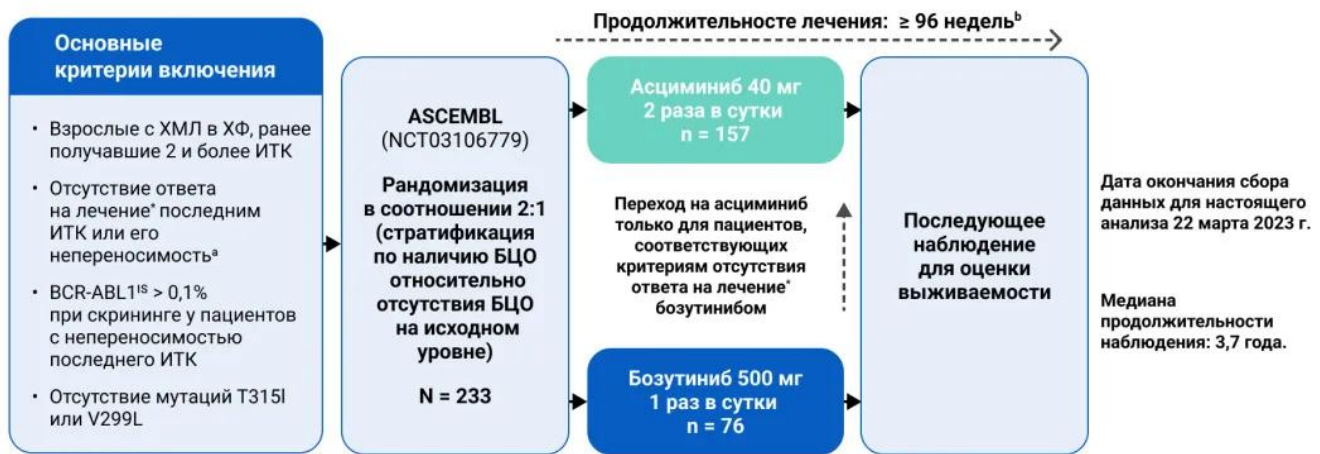 Продолжительносте лечения: ≥ 96 недельᵇ
Основные
критерии включения
• Взрослые с ХМЛ в ХФ, ранее
получавшие 2 и более ИТК
• Отсутствие ответа
на лечение* последним
ИТК или его
непереносимостьᵃ
• BCR-ABL1ᴵˢ > 0,1%
при скрининге у пациентов
с непереносимостью
последнего ИТК
• Отсутствие мутаций T315I
или V299L
ASCEMBL
(NCT03106779)
Рандомизация
в соотношении 2:1
(стратификация
по наличию БЦО
относительно
отсутствия БЦО
на исходном
уровне)
N = 233
Асциминиб 40 мг
2 раза в сутки
n = 157
Переход на асциминиб
только для пациентов,
соответствующих
критериям отсутствия
ответа на лечение*
бозутинибом
Бозутиниб 500 мг
1 раз в сутки
n = 76
Последующее
наблюдение
для оценки
выживаемости
Дата окончания сбора
данных для настоящего
анализа 22 марта 2023 г.
Медиана
продолжительности
наблюдения: 3,7 года.